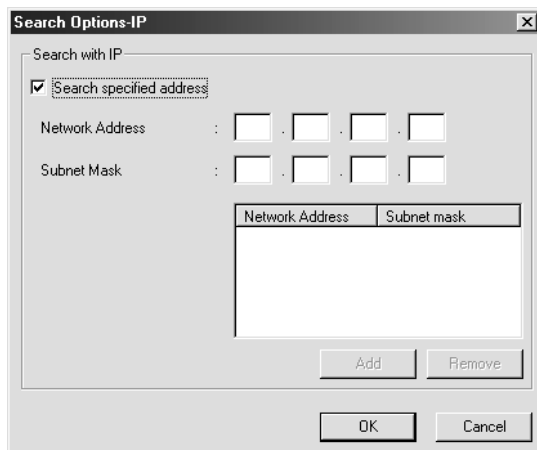 Search Options-IP
Search with IP
Search specified address
Network Address :  .  .  .
Subnet Mask :  .  .  .
Network Address Subnet mask
Add Remove
OK Cancel